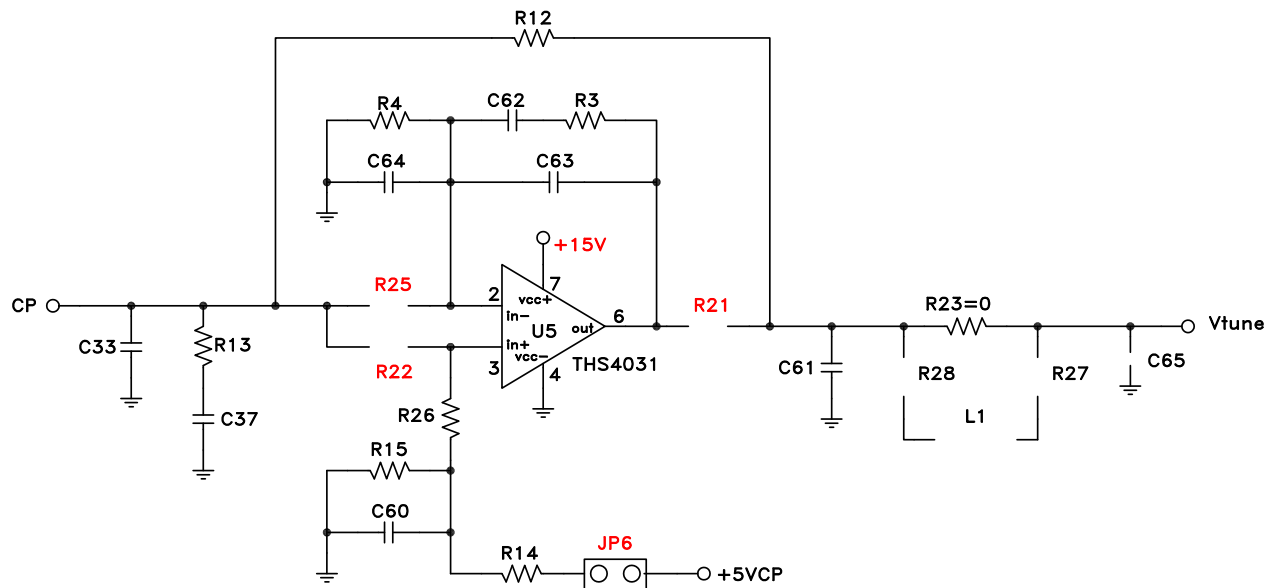 R12
R4
C62
R3
C64
C63
+15V
7
CP
R25
2
vcc+
in-
U5
out
6
R21
R23=0
Vtune
C33
R13
in+
vcc-
THS4031
R22
3
4
C61
R28
R27
C65
C37
R26
L1
R15
C60
R14
JP6
+5VCP